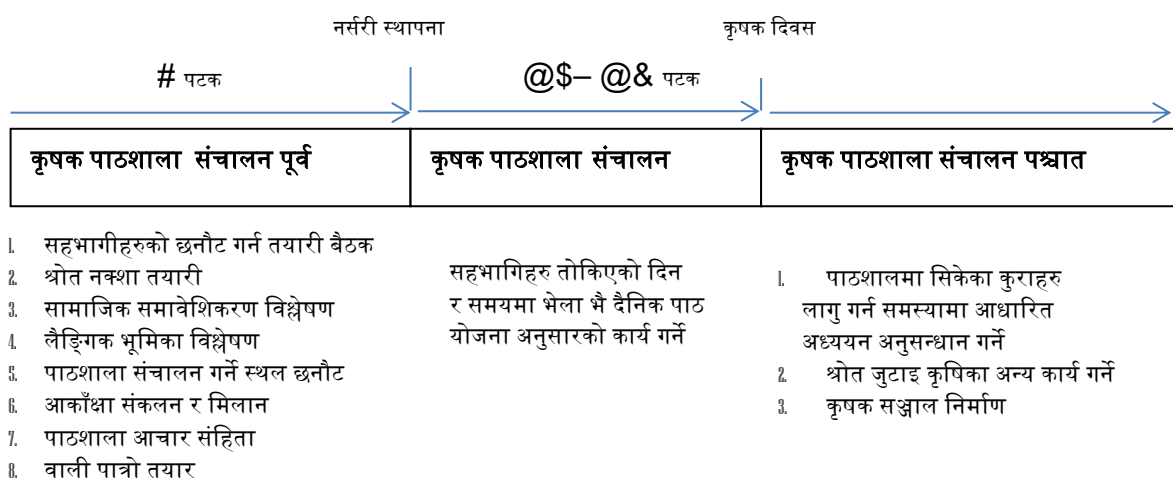 नर्सरी स्थापना
कृषक दिवस
# पटक
@$– @& पटक
कृषक पाठशाला संचालन पूर्व
कृषक पाठशाला संचालन
कृषक पाठशाला संचालन पश्चात
1. सहभागीहरुको छनौट गर्न तयारी बैठक
2. श्रोत नक्शा तयारी
3. सामाजिक समावेशिकरण विश्लेषण
4. लैङ्गिक भूमिका विश्लेषण
5. पाठशाला संचालन गर्ने स्थल छनौट
6. आकाँक्षा संकलन र मिलान
7. पाठशाला आचार संहिता
8. वाली पात्रो तयार
सहभागिहरु तोकिएको दिन
र समयमा भेला भै दैनिक पाठ
योजना अनुसारको कार्य गर्ने
1. पाठशालमा सिकेका कुराहरु
लागु गर्न समस्यामा आधारित
अध्ययन अनुसन्धान गर्ने
2. श्रोत जुटाइ कृषिका अन्य कार्य गर्ने
3. कृषक सञ्जाल निर्माण